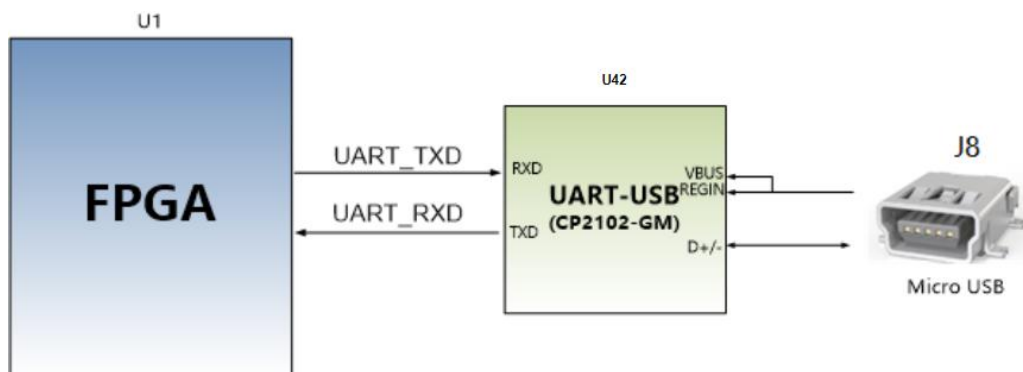 U1
U42
J8
FPGA
UART_TXD
UART_RXD
RXD
TXD
UART-USB
(CP2102-GM)
VBUS
REGIN
D+/-
Micro USB